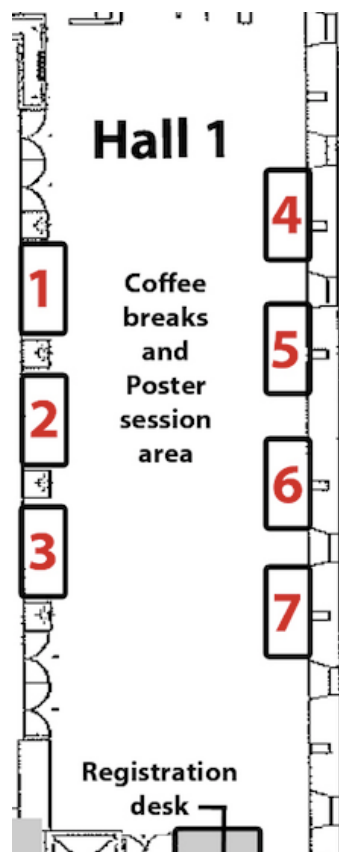 Hall 1
4
1
Coffee
breaks
and
Poster
session
area
5
2
6
3
7
Registration
desk